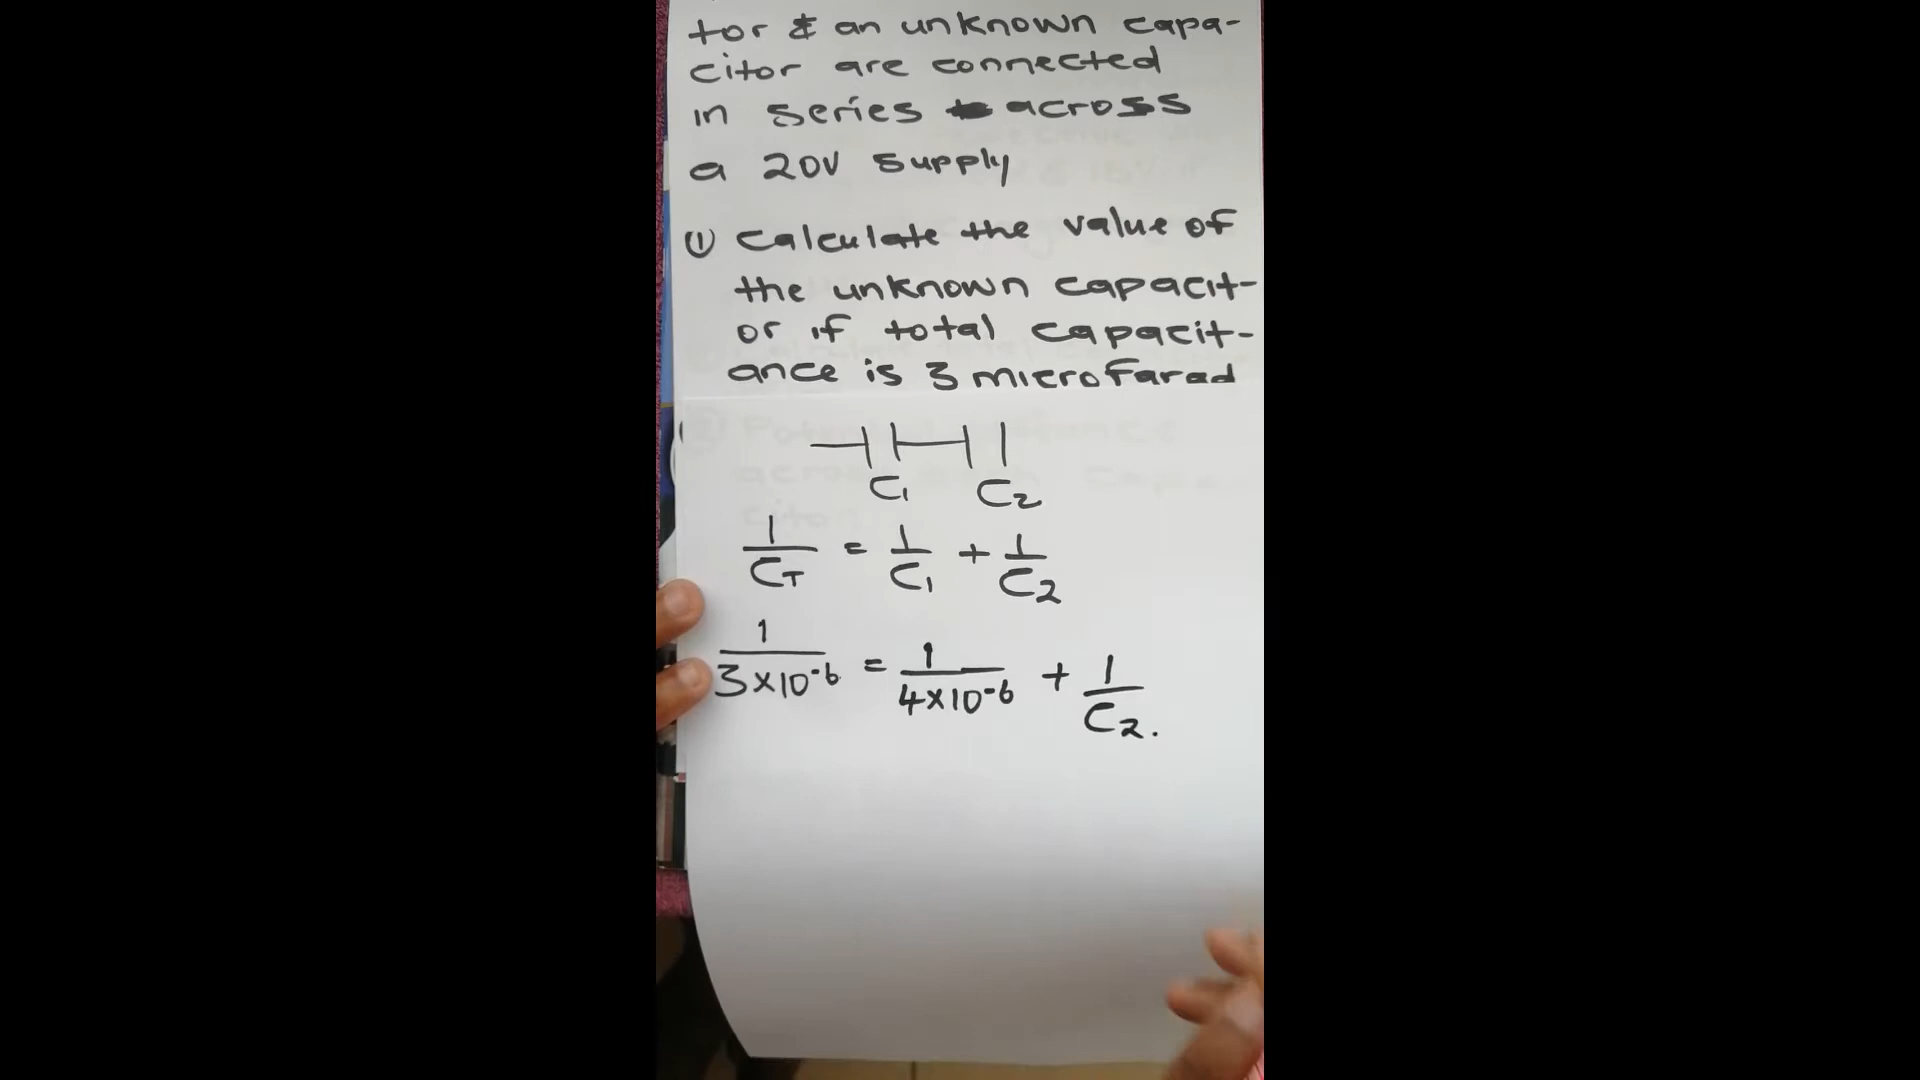 tor & an unknown capa-
citor are connected
in series across
a 20V supply
① Calculate the value of
the unknown capacit-
or if total capacit-
ance is 3 microfarad
C₁ C₂
1/C_T = 1/C₁ + 1/C₂
1/3×10⁻⁶ = 1/4×10⁻⁶ + 1/C₂.